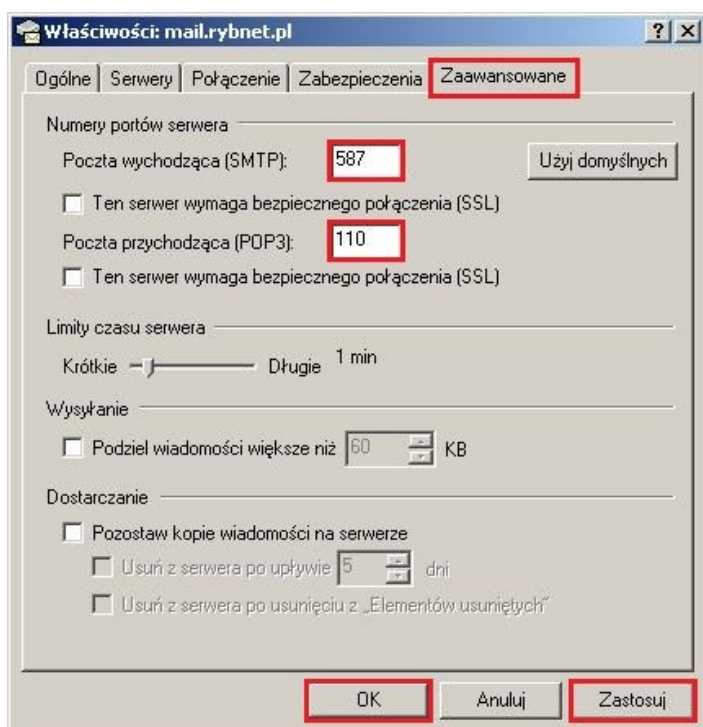 Właściwości: mail.rybnet.pl
Ogólne Serwery Połączenie Zabezpieczenia Zaawansowane
Numery portów serwera
Poczta wychodząca (SMTP): 587 Użyj domyślnych
Ten serwer wymaga bezpiecznego połączenia (SSL)
Poczta przychodząca (POP3): 110
Ten serwer wymaga bezpiecznego połączenia (SSL)
Limity czasu serwera
Krótkie Długie 1 min
Wysyłanie
Podziel wiadomości większe niż 60 KB
Dostarczanie
Pozostaw kopie wiadomości na serwerze
Usuń z serwera po upływie 5 dni
Usuń z serwera po usunięciu z „Elementów usuniętych”
OK Anuluj Zastosuj